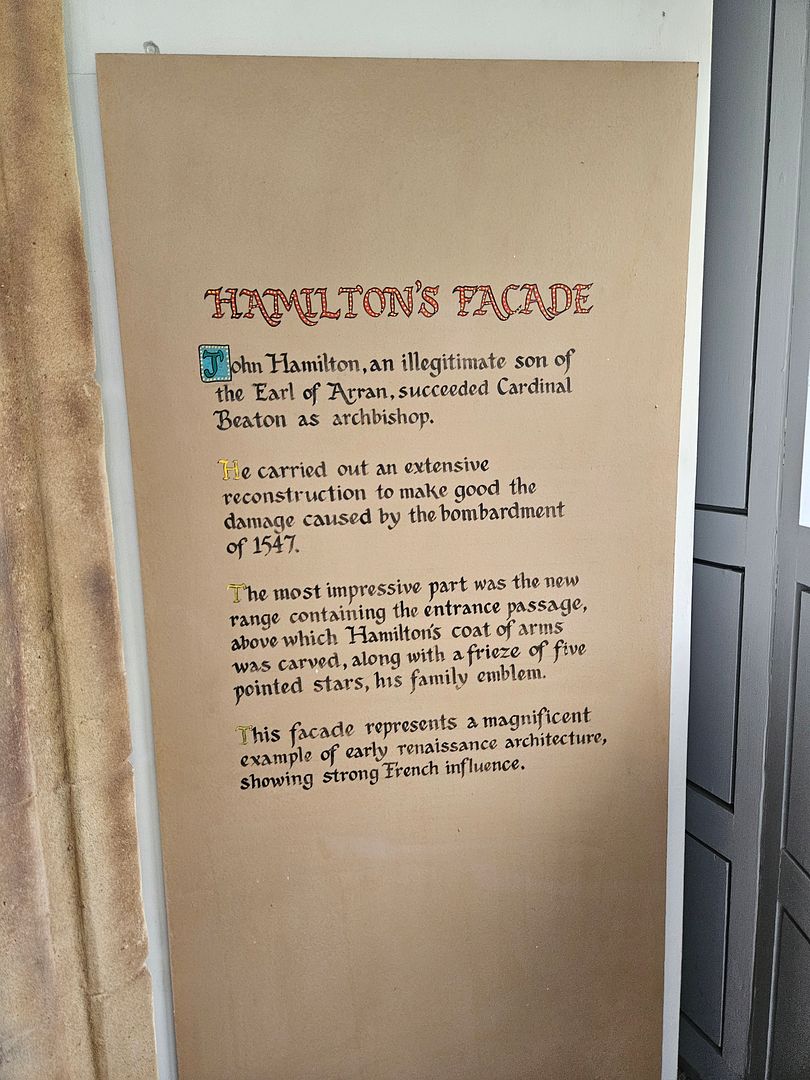 HAMILTON'S FACADE
John Hamilton, an illegitimate son of
the Earl of Arran, succeeded Cardinal
Beaton as archbishop.
He carried out an extensive
reconstruction to make good the
damage caused by the bombardment
of 1547.
The most impressive part was the new
range containing the entrance passage,
above which Hamilton's coat of arms
was carved, along with a frieze of five
pointed stars, his family emblem.
This facade represents a magnificent
example of early renaissance architecture,
showing strong French influence.